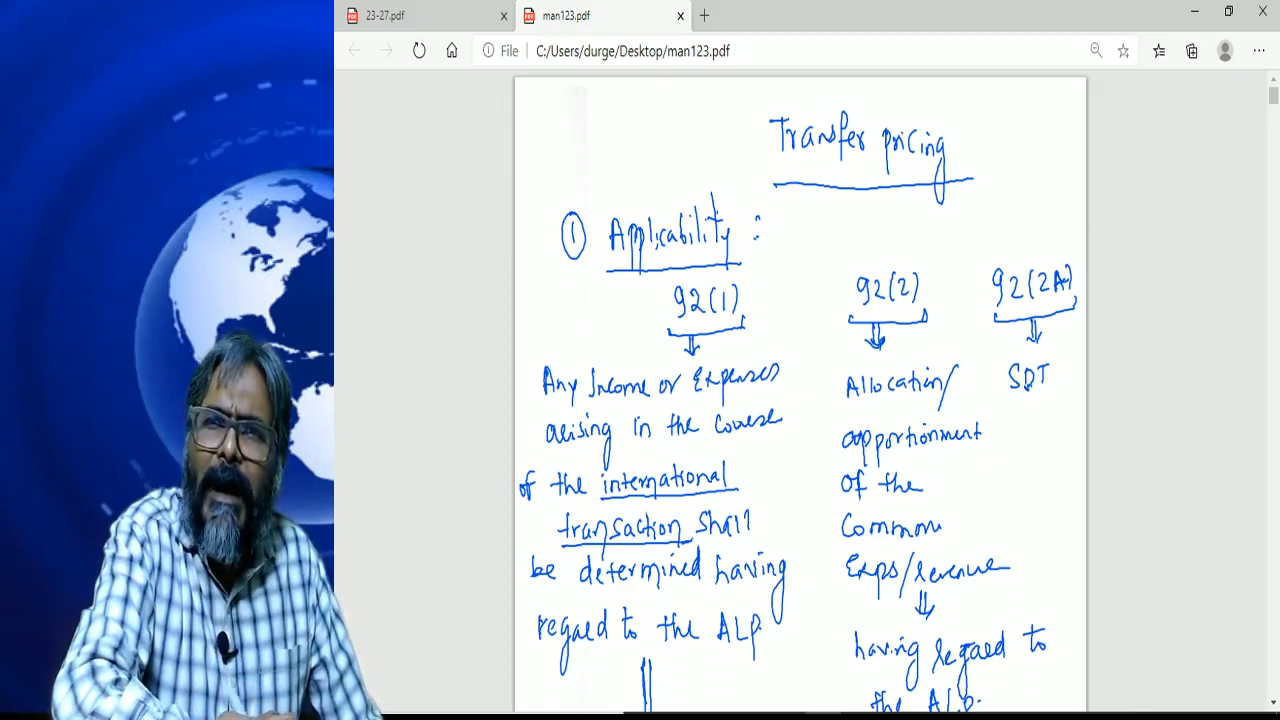 23-27.pdf
man123.pdf
File
C:/Users/durge/Desktop/man123.pdf
Transfer pricing
① Applicability :
92(1)
Any Income or Expenses
arising in the course
of the international
transaction shall
be determined having
regard to the ALP
92(2)
Allocation/
apportionment
of the
Common
Exps/revenue
having regard to
the ALP.
92(2A)
SDT